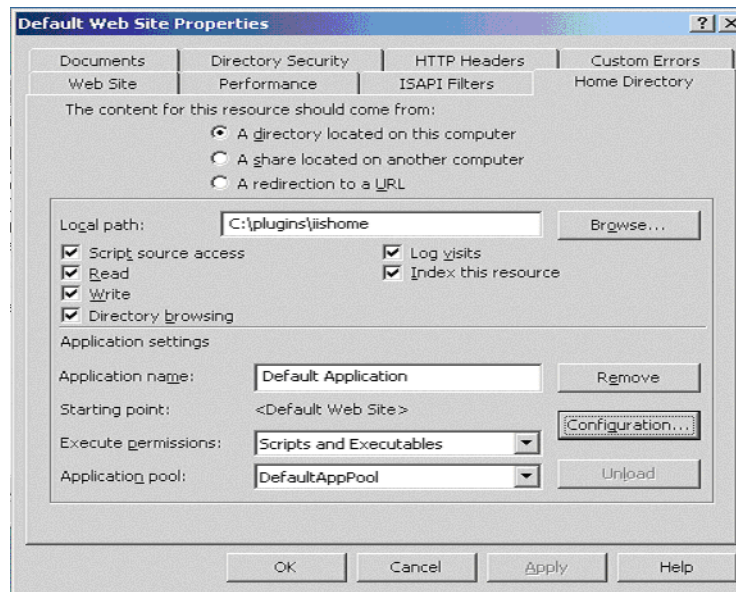 Default Web Site Properties ? X
Documents Directory Security HTTP Headers Custom Errors
Web Site Performance ISAPI Filters Home Directory
The content for this resource should come from:
A directory located on this computer
A share located on another computer
A redirection to a URL
Local path: C:\plugins\iishome Browse...
Script source access Log visits
Read Index this resource
Write
Directory browsing
Application settings
Application name: Default Application Remove
Starting point: <Default Web Site> Configuration...
Execute permissions: Scripts and Executables
Application pool: DefaultAppPool Unload
OK Cancel Apply Help